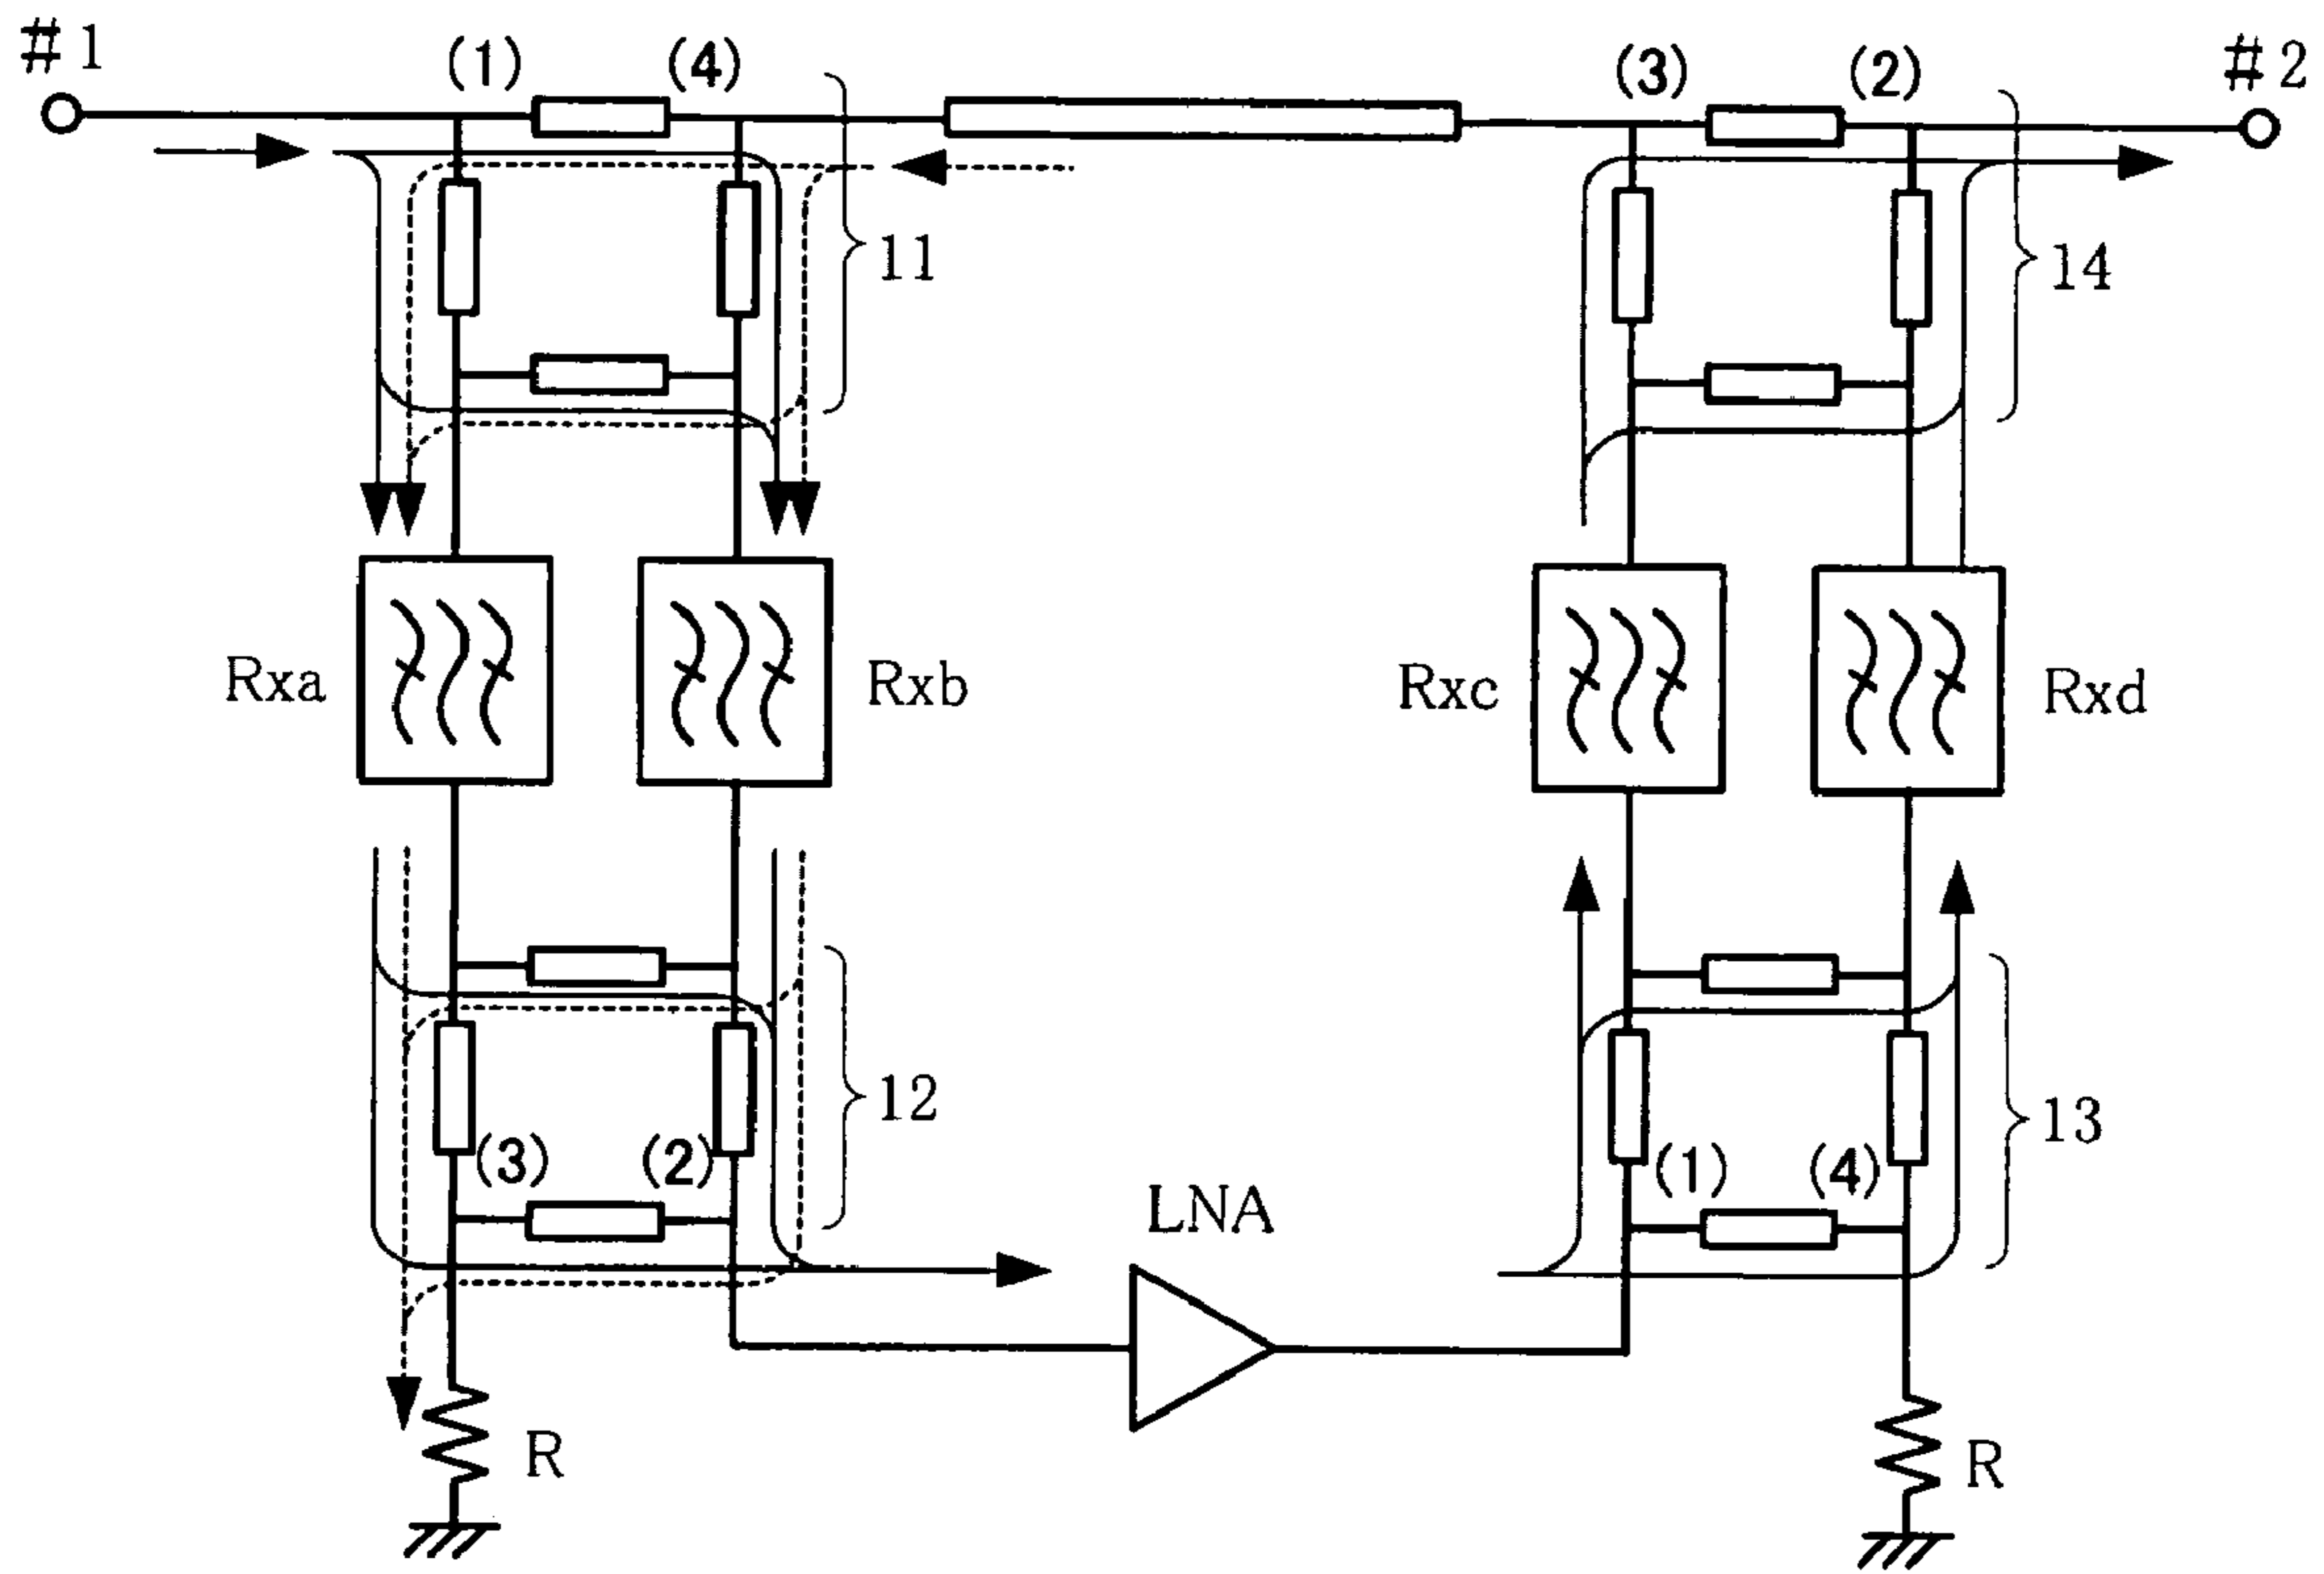 #1 (1) (4) (3) (2) #2
11 14
Rxa Rxb Rxc Rxd
12 13
(3) (2) (1) (4)
LNA
R R